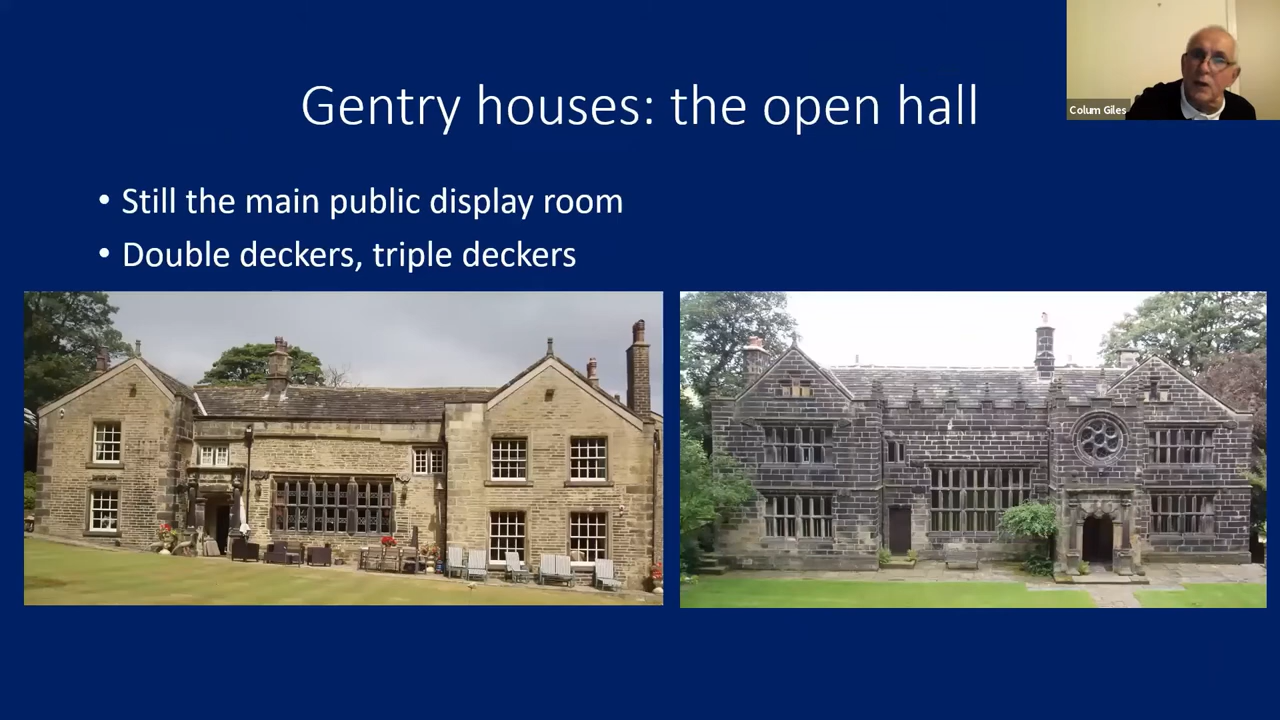 Gentry houses: the open hall
Colum Giles
• Still the main public display room
• Double deckers, triple deckers